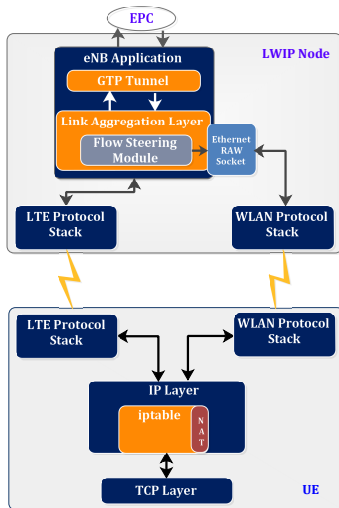 EPC
LWIP Node
eNB Application
GTP Tunnel
Link Aggregation Layer
Flow Steering
Module
Ethernet
RAW
Socket
LTE Protocol
Stack
WLAN Protocol
Stack
LTE Protocol
Stack
WLAN Protocol
Stack
IP Layer
iptable
N
A
T
TCP Layer
UE